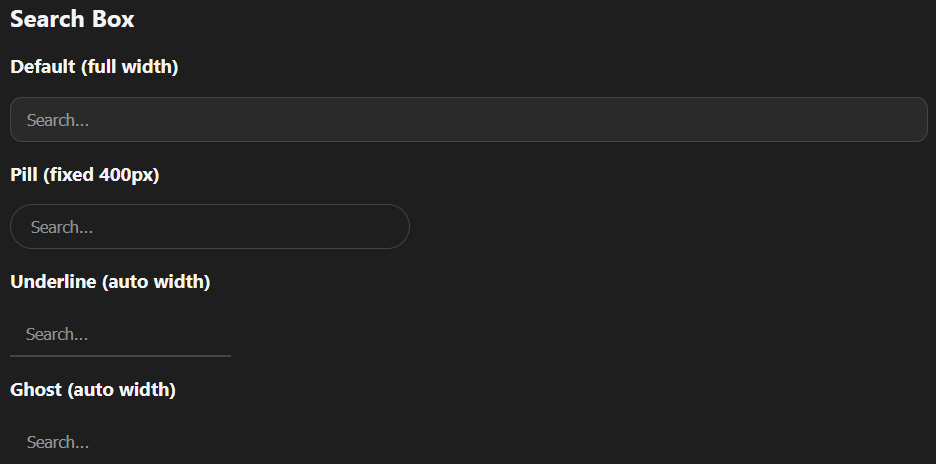 Search Box
Default (full width)
Search...
Pill (fixed 400px)
Search...
Underline (auto width)
Search...
Ghost (auto width)
Search...